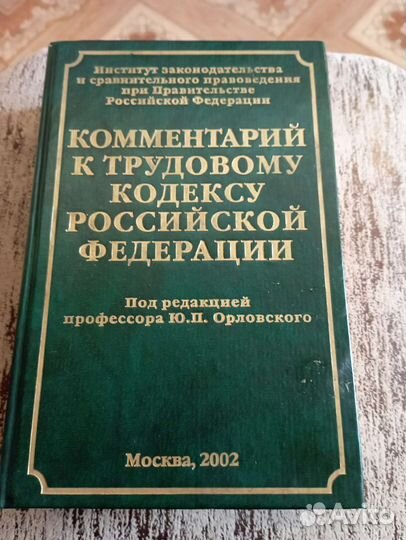 Институт законодательства
и сравнительного правоведения
при Правительстве
Российской Федерации
КОММЕНТАРИЙ
К ТРУДОВОМУ
КОДЕКСУ
РОССИЙСКОЙ
ФЕДЕРАЦИИ
Под редакцией
профессора Ю.П. Орловского
Москва, 2002
Avito